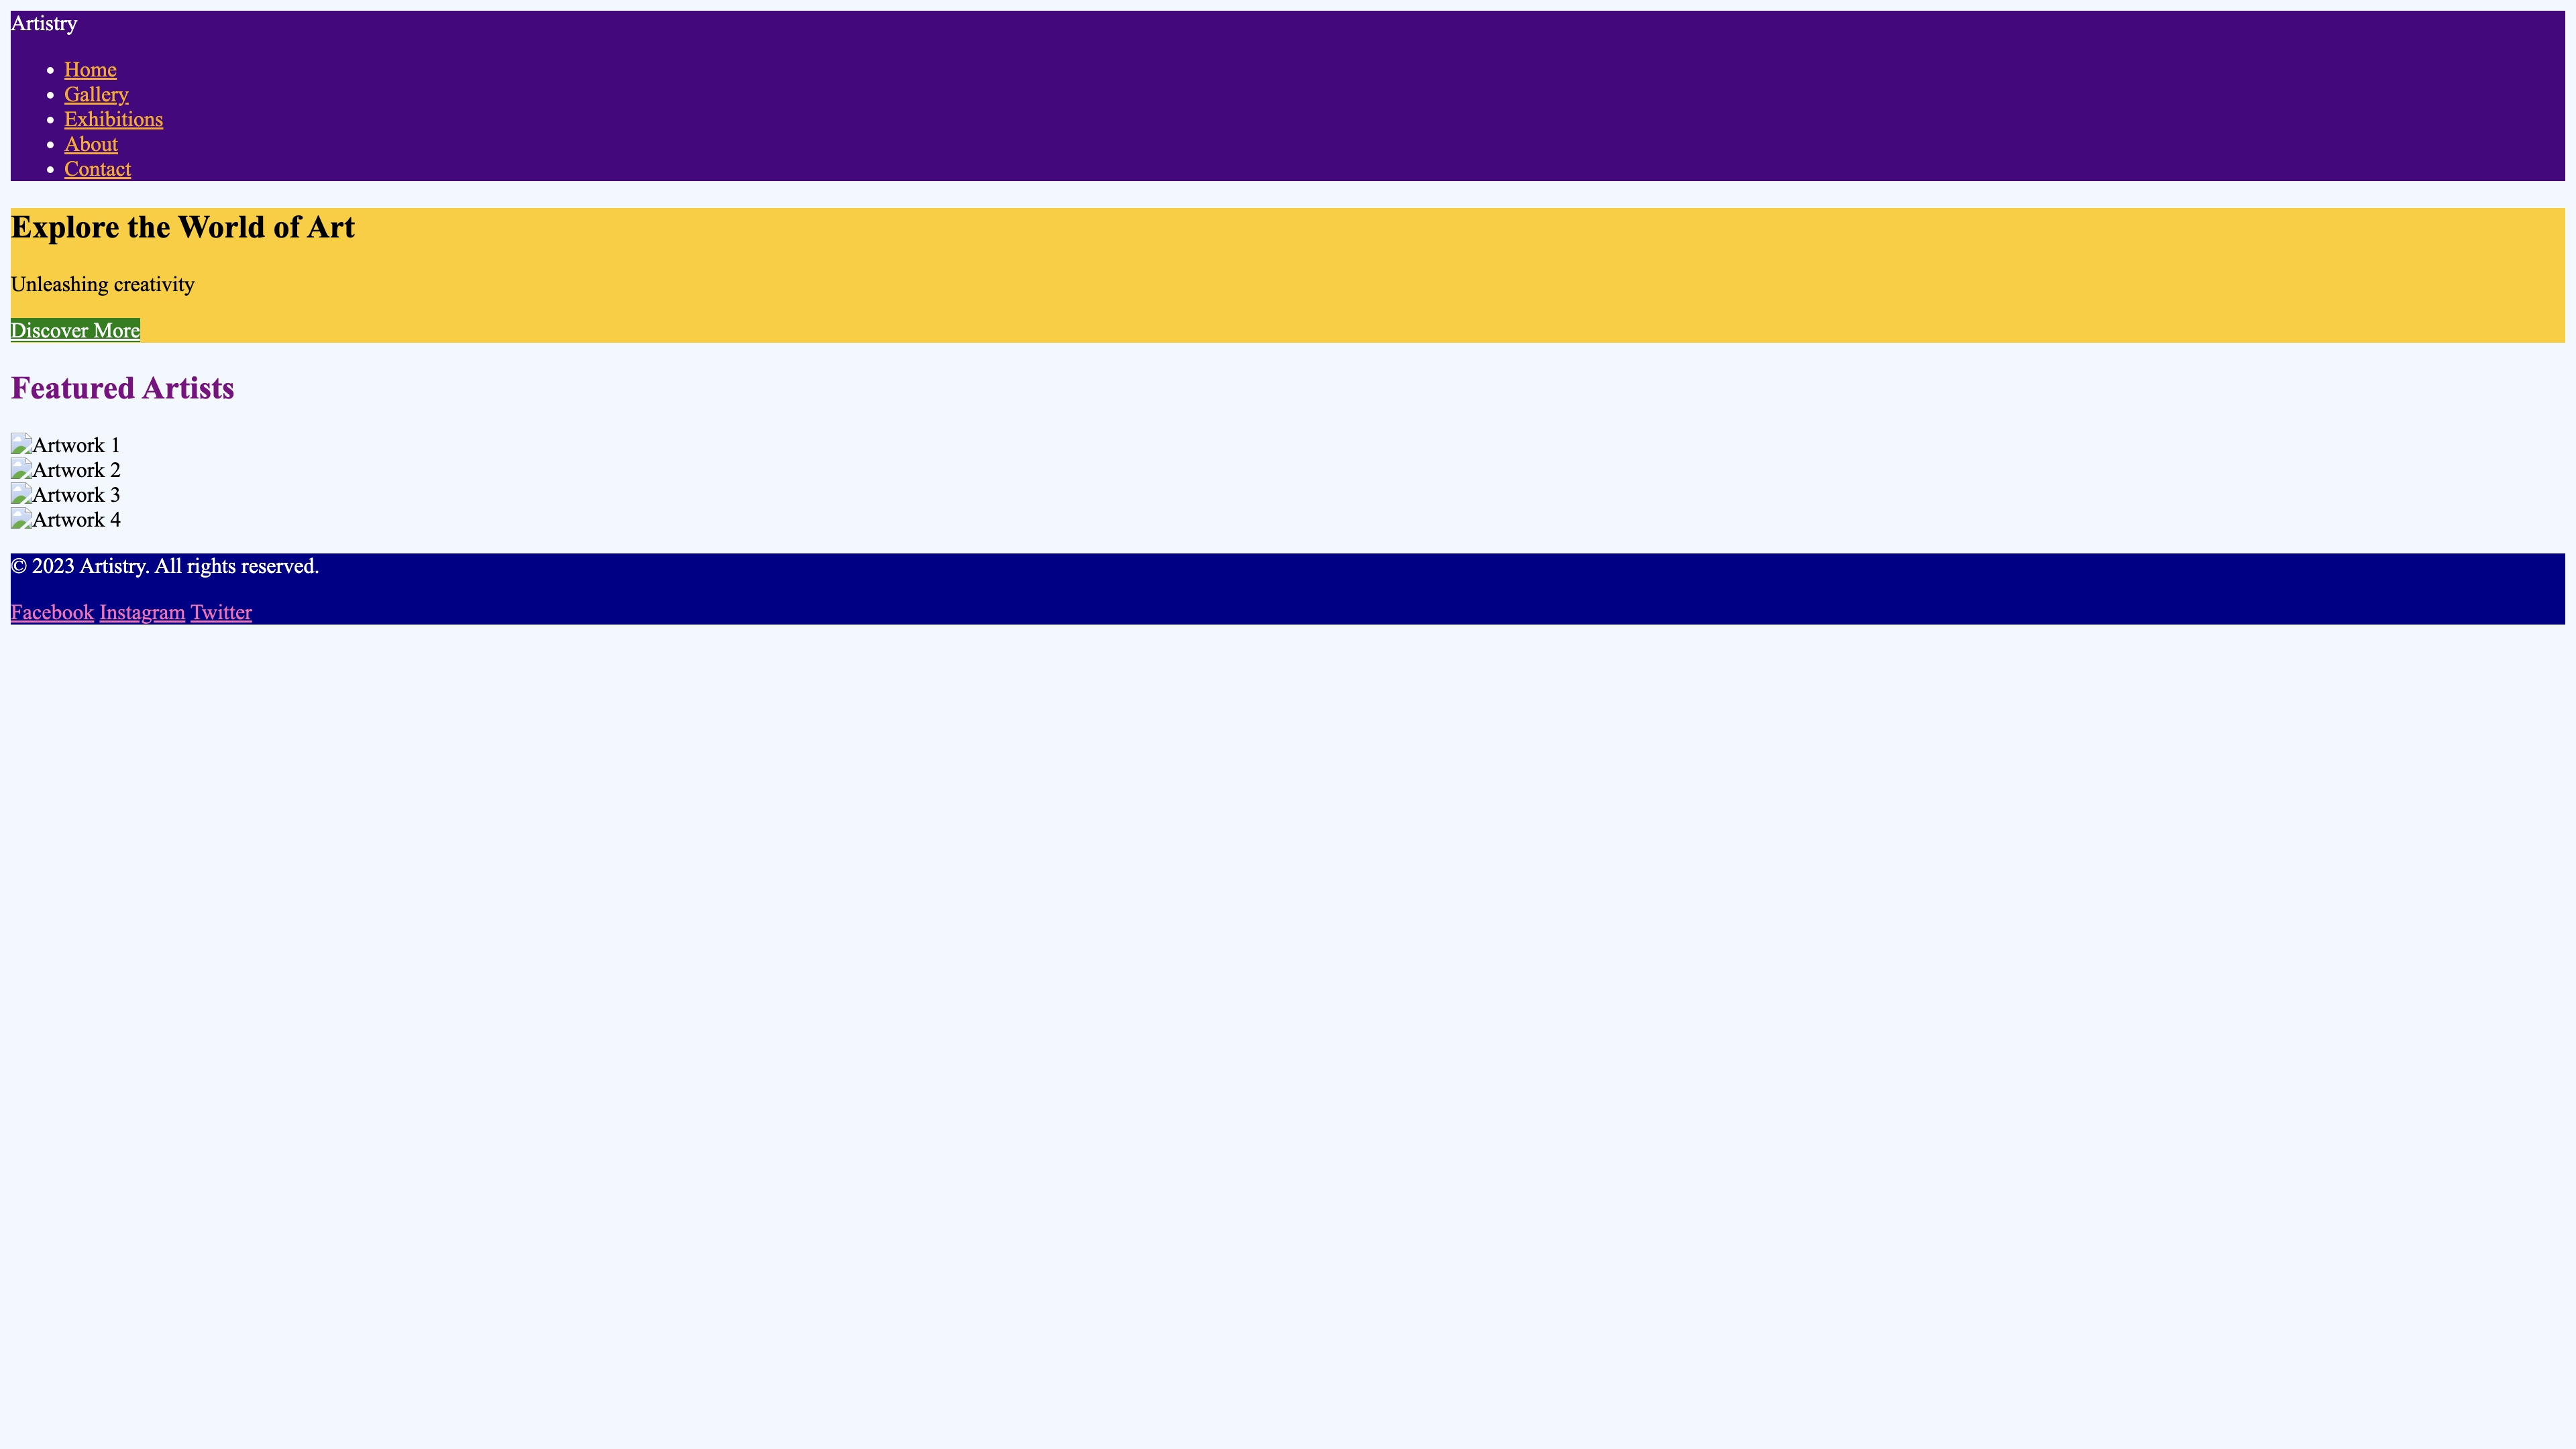 Artistry
Home
Gallery
Exhibitions
About
Contact
Explore the World of Art
Unleashing creativity
Discover More
Featured Artists
Artwork 1
Artwork 2
Artwork 3
Artwork 4
© 2023 Artistry. All rights reserved.
Facebook Instagram Twitter